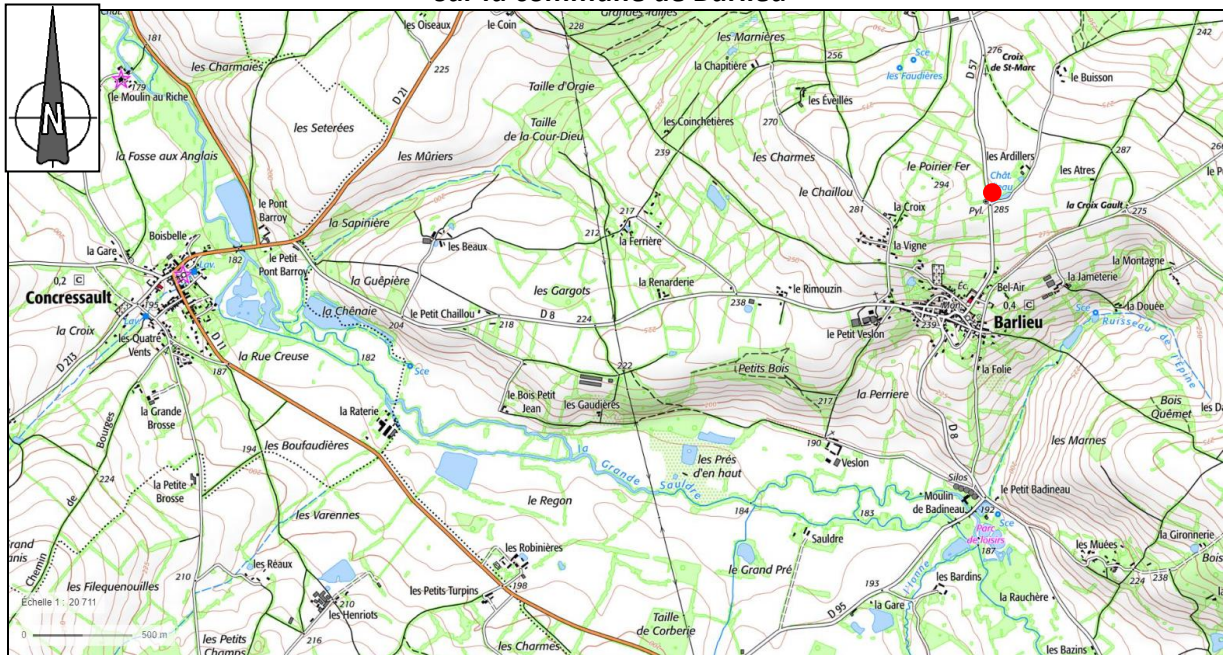 sur la commune de Barlieu
N
181
les Oiseaux
le Coin
228
Grandes Tailles
les Marnières
256
Sce
276
Croix
de St-Marc
242
les Charmaies
225
la Chapitière
les Faudières
le Buisson
179
le Moulin au Riche
D 21
Taille d'Orgie
les Éveillés
D 57
les Seterées
Taille
de la Cour-Dieu
les Coinchetières
270
239
la Fosse aux Anglais
les Mûriers
les Charmes
le Poirier Fer
294
les Ardillers
287
les Atres
Chât.
le Chaillou
la Croix Gault
275
le Pont
Barroy
la Sapinière
217
281
la Croix
Pyl.
285
Boisbelle
212
la Ferrière
la Vigne
la Gare
182
le Petit
Pont Barroy
les Beaux
la Montagne
0,2 C
Lav.
la Guêpière
les Gargots
la Renarderie
le Rimouzin
Éc.
Bel-Air
la Jameterie
Concressault
195
la Chênaie
204
le Petit Chaillou
218
D 8
224
238
Mon.
0,4 C
la Douée
Lav.
la Croix
239
Barlieu
Sce
Ruisseau de l'Épine
les Quatre
Vents
D 11
la Rue Creuse
182
le Petit Veslon
D 213
187
Sce
222
Petits Bois
la Folie
la Grande
Brosse
la Raterie
le Bois Petit
Jean
les Gaudières
217
la Perriere
Bois
Quêmet
Chemin de Bourges
les Boufaudières
190
D 8
les Marnes
194
la Grande Sauldre
les Prés
d'en haut
Veslon
224
la Petite
Brosse
Silos
le Petit Badineau
le Regon
Moulin
de Badineau
192
Sce
les Varennes
184
183
Parc
de loisirs
la Gironnerie
les Robinières
Sauldre
187
les Muées
les Réaux
le Grand Pré
224
238
210
les Filequenouilles
193
les Bardins
l'Ionne
la Rauchère
Échelle 1 : 20 711
210
les Henriots
les Petits-Turpins
198
D 95
la Gare
0
500 m
les Petits
Champs
216
les Charmes
Taille
de Corberie
les Bazins